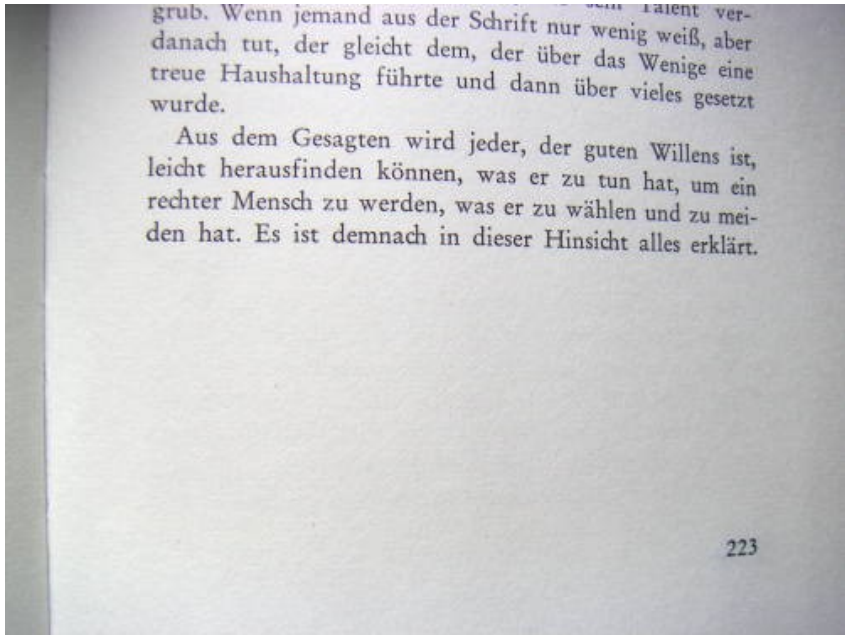 sein Talent ver-
grub. Wenn jemand aus der Schrift nur wenig weiß, aber
danach tut, der gleicht dem, der über das Wenige eine
treue Haushaltung führte und dann über vieles gesetzt
wurde.
Aus dem Gesagten wird jeder, der guten Willens ist,
leicht herausfinden können, was er zu tun hat, um ein
rechter Mensch zu werden, was er zu wählen und zu mei-
den hat. Es ist demnach in dieser Hinsicht alles erklärt.
223